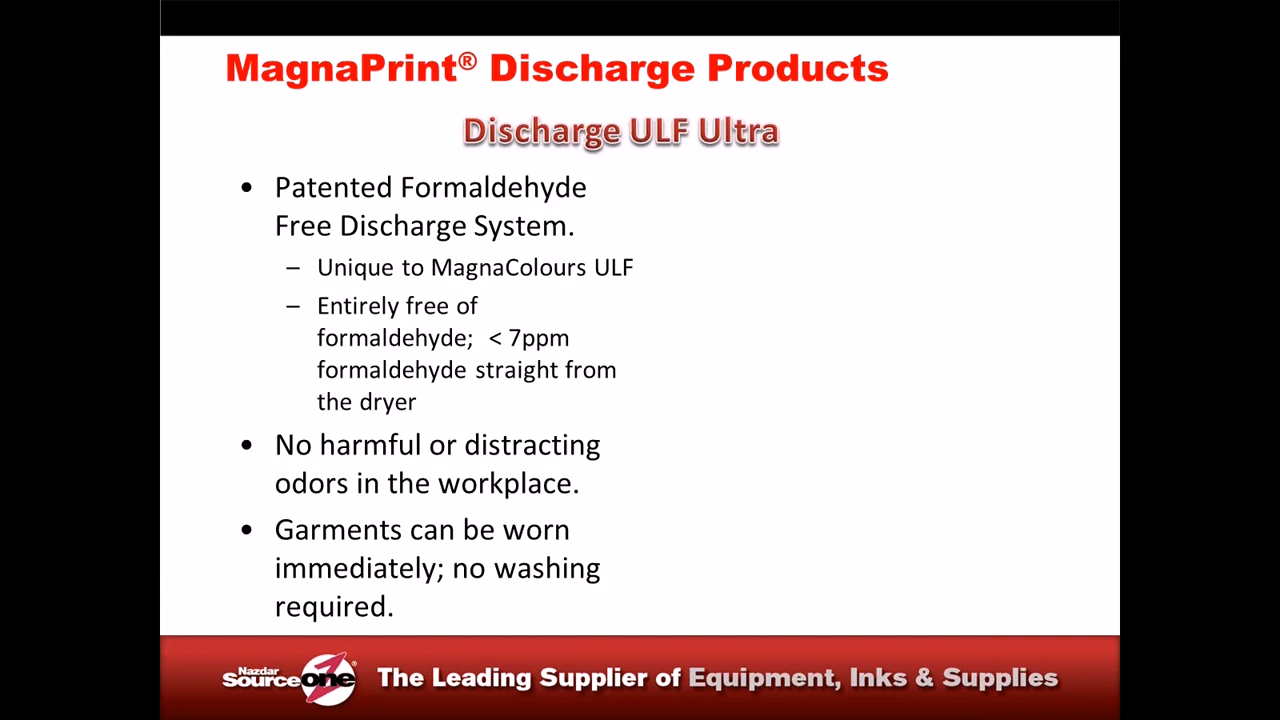 MagnaPrint® Discharge Products
Discharge ULF Ultra
• Patented Formaldehyde
Free Discharge System.
– Unique to MagnaColours ULF
– Entirely free of
formaldehyde; < 7ppm
formaldehyde straight from
the dryer
• No harmful or distracting
odors in the workplace.
• Garments can be worn
immediately; no washing
required.
Nazdar
sourceone®
The Leading Supplier of Equipment, Inks & Supplies